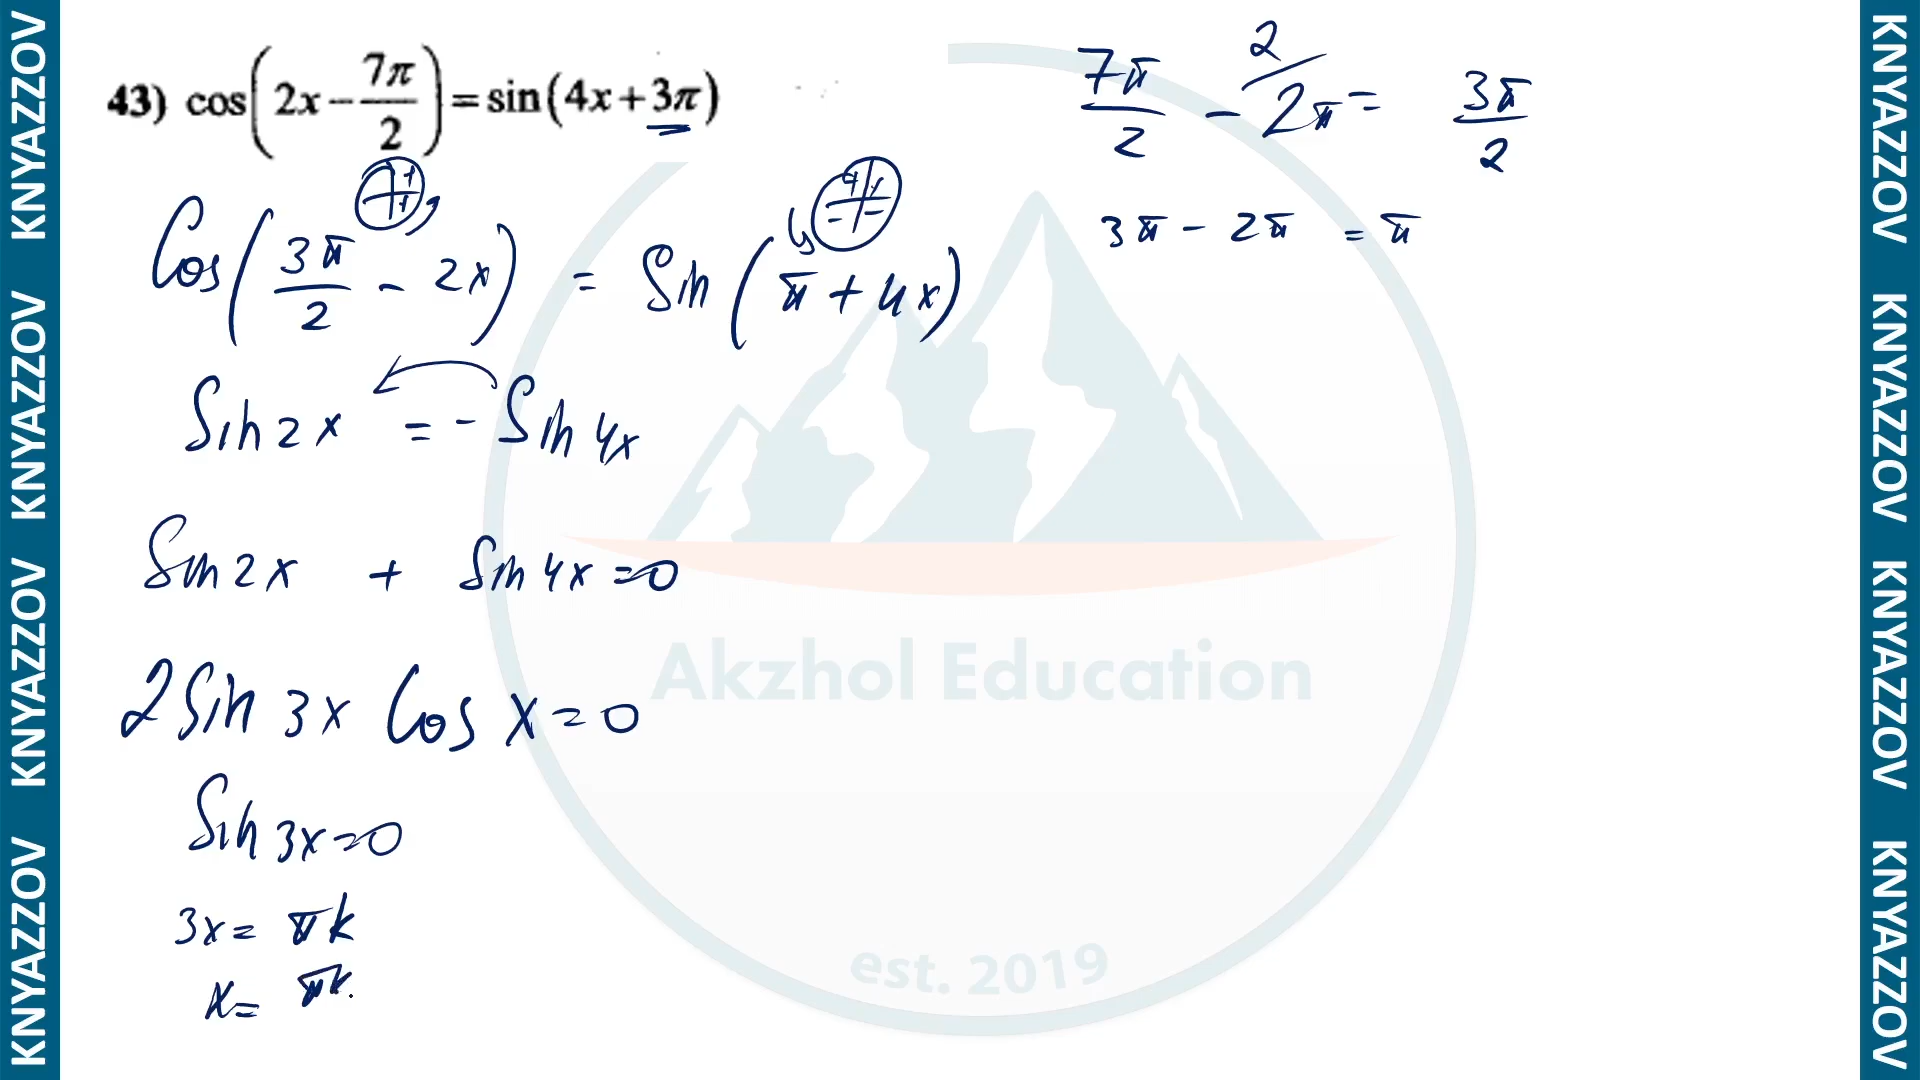 43) cos(2x − 7π/2) = sin(4x + 3π)
7π/2 − 2π = 3π/2
3π − 2π = π
Cos(3π/2 − 2x) = Sin(π + 4x)
Sin 2x = − Sin 4x
Sin 2x + Sin 4x = 0
2 Sin 3x Cos x = 0
Sin 3x = 0
3x = πk
x = πk
Akzhol Education
est. 2019
KNYAZZOV
KNYAZZOV
KNYAZZOV
KNYAZZOV
KNYAZZOV
KNYAZZOV
KNYAZZOV
KNYAZZOV